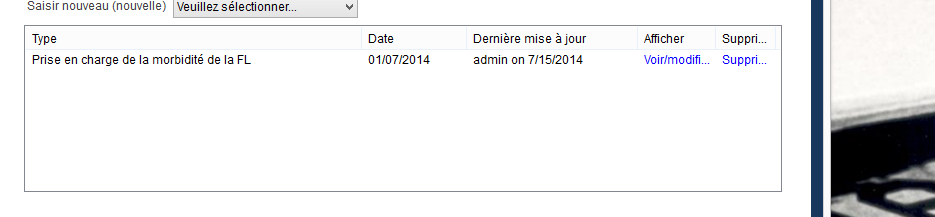 Saisir nouveau (nouvelle) Veuillez sélectionner...
Type Date Dernière mise à jour Afficher Suppri...
Prise en charge de la morbidité de la FL 01/07/2014 admin on 7/15/2014 Voir/modifi... Suppri...